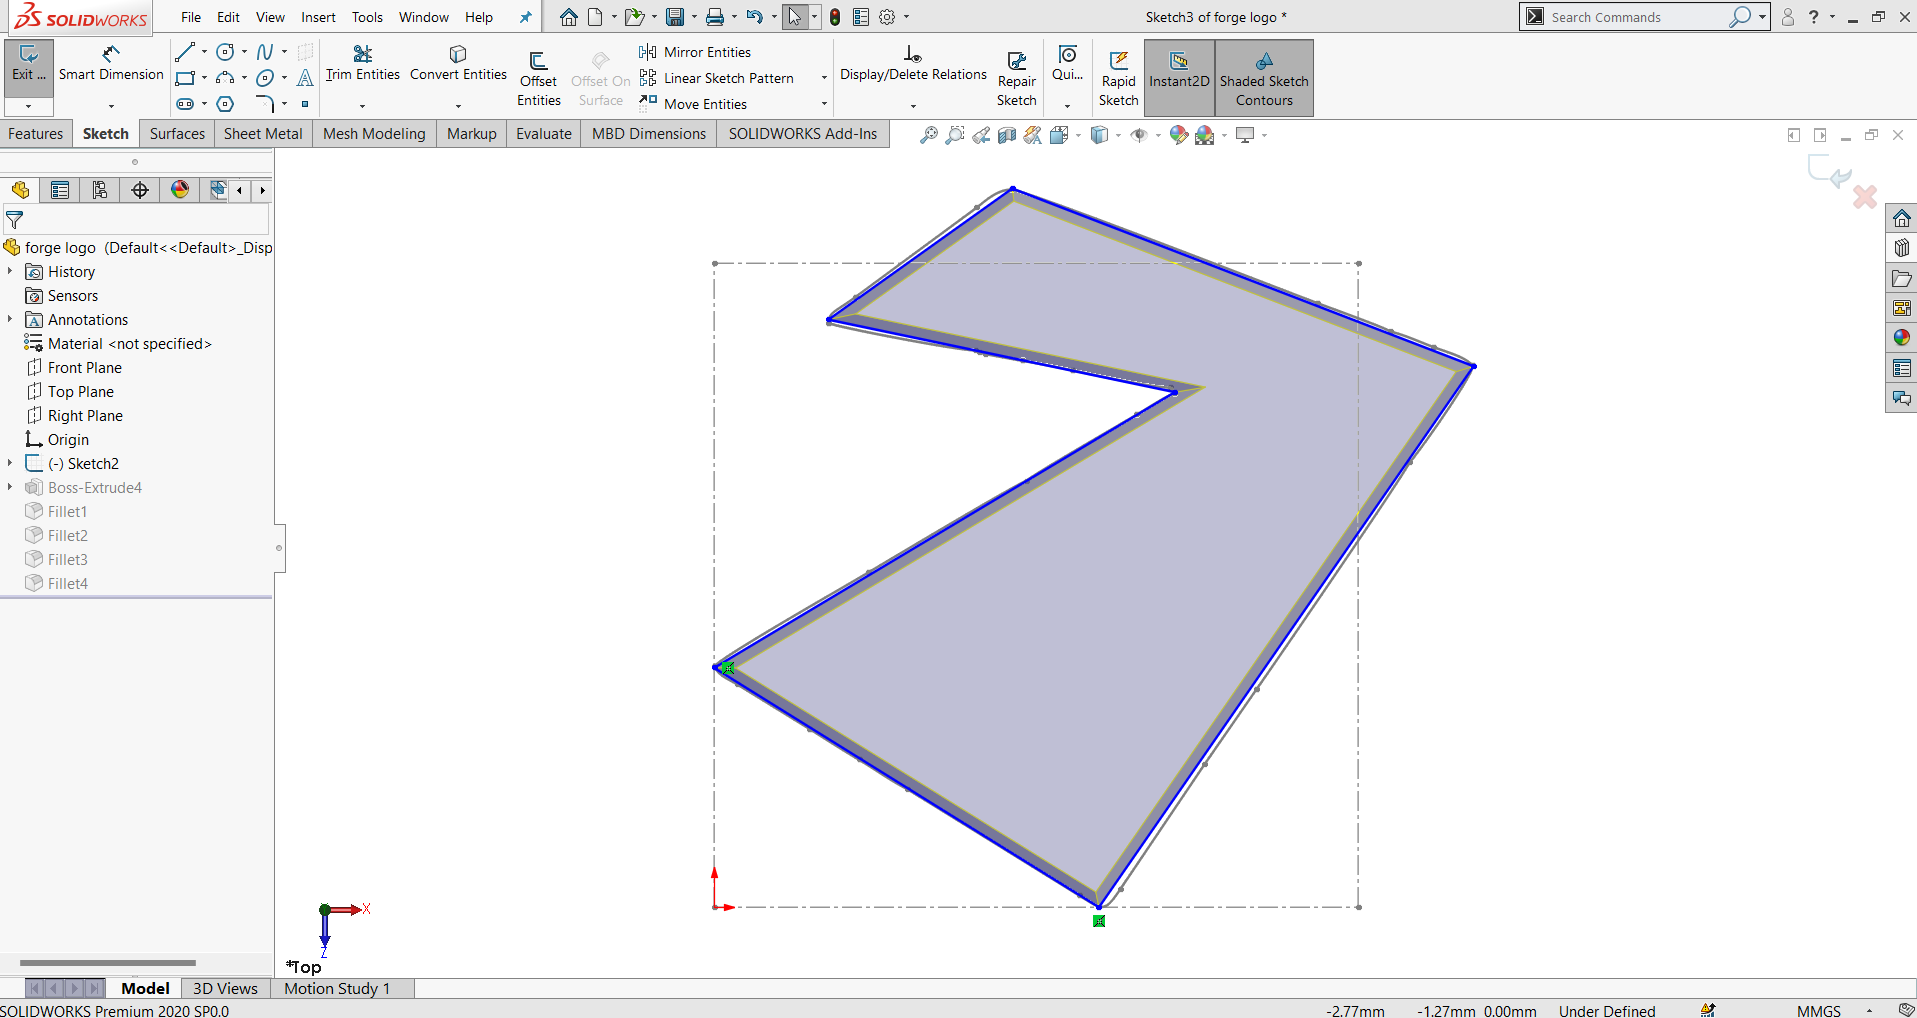 SOLIDWORKS File Edit View Insert Tools Window Help Sketch3 of forge logo * Search Commands ?
Exit ... Smart Dimension Trim Entities Convert Entities Offset Entities Offset On Surface Mirror Entities Linear Sketch Pattern Move Entities Display/Delete Relations Repair Sketch Qui... Rapid Sketch Instant2D Shaded Sketch Contours
Features Sketch Surfaces Sheet Metal Mesh Modeling Markup Evaluate MBD Dimensions SOLIDWORKS Add-Ins
forge logo (Default<<Default>_Disp
History
Sensors
Annotations
Material <not specified>
Front Plane
Top Plane
Right Plane
Origin
(-) Sketch2
Boss-Extrude4
Fillet1
Fillet2
Fillet3
Fillet4
X
Z
*Top
Model 3D Views Motion Study 1
SOLIDWORKS Premium 2020 SP0.0 -2.77mm -1.27mm 0.00mm Under Defined MMGS